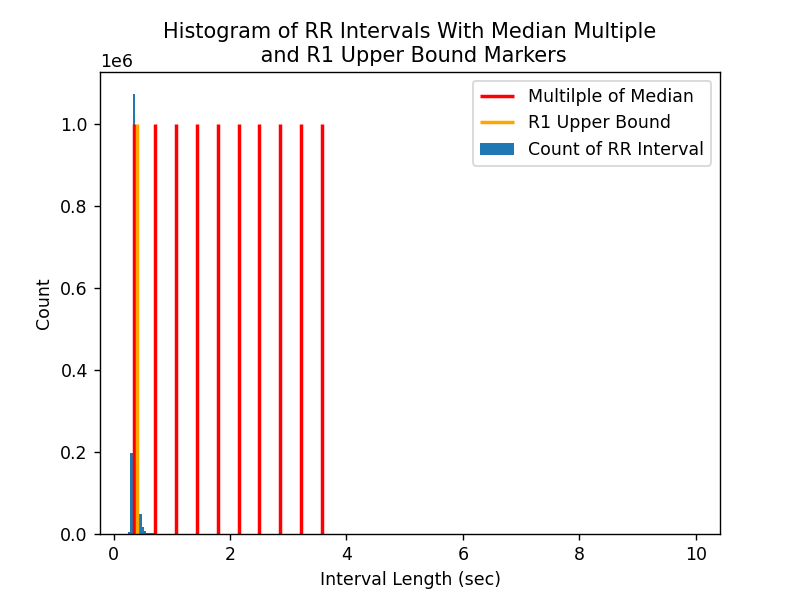 Histogram of RR Intervals With Median Multiple
and R1 Upper Bound Markers
1e6
Multilple of Median
R1 Upper Bound
Count of RR Interval
1.0
0.8
0.6
0.4
0.2
0.0
Count
0 2 4 6 8 10
Interval Length (sec)